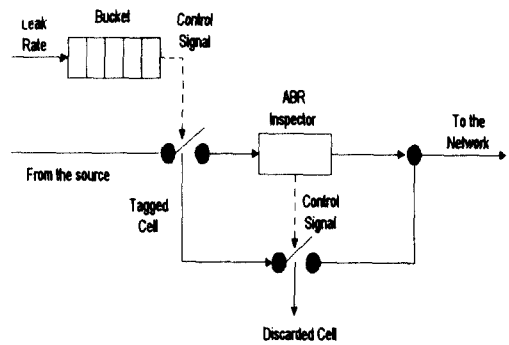 Leak
Rate
Bucket
Control
Signal
ABR
Inspector
To the
Network
From the source
Tagged
Cell
Control
Signal
Discarded Cell